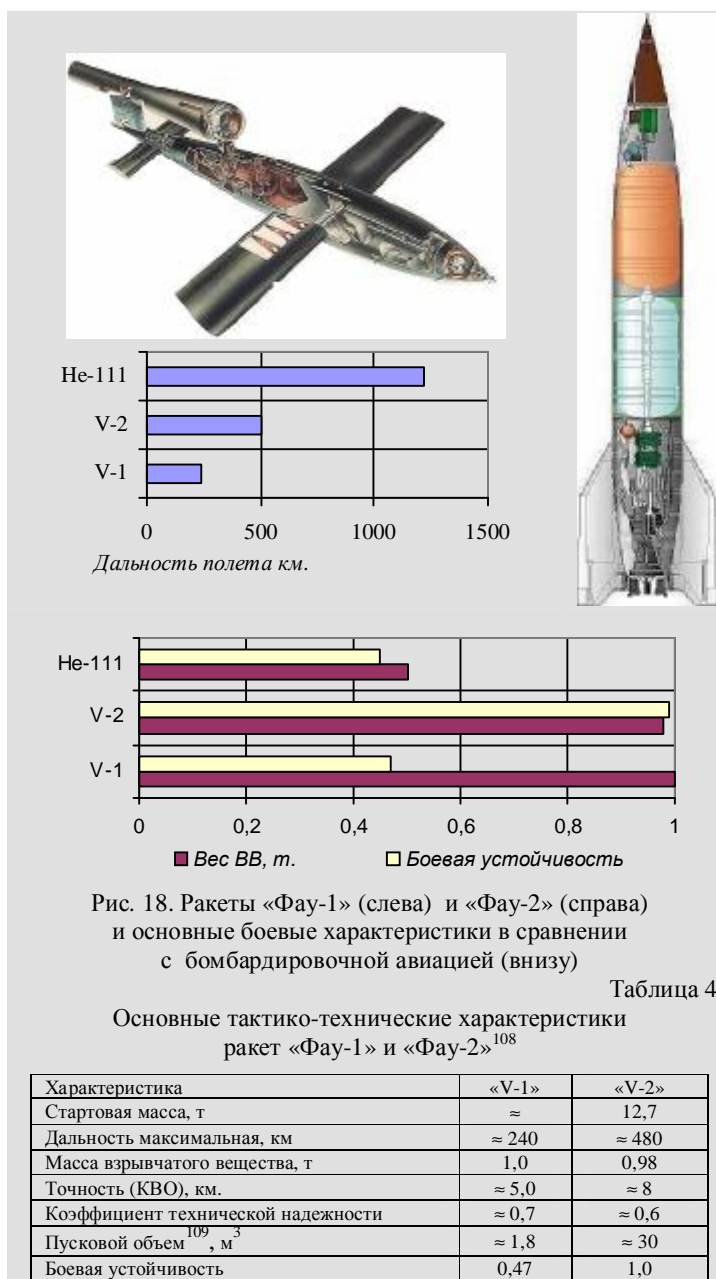 He-111
V-2
V-1
0 500 1000 1500
Дальность полета км.
He-111
V-2
V-1
0 0,2 0,4 0,6 0,8 1
Вес ВВ, т. Боевая устойчивость
Рис. 18. Ракеты «Фау-1» (слева) и «Фау-2» (справа)
и основные боевые характеристики в сравнении
с бомбардировочной авиацией (внизу)
Таблица 4
Основные тактико-технические характеристики
ракет «Фау-1» и «Фау-2»108
Характеристика «V-1» «V-2»
Стартовая масса, т ≈ 12,7
Дальность максимальная, км ≈ 240 ≈ 480
Масса взрывчатого вещества, т 1,0 0,98
Точность (КВО), км. ≈ 5,0 ≈ 8
Коэффициент технической надежности ≈ 0,7 ≈ 0,6
Пусковой объем109, м3 ≈ 1,8 ≈ 30
Боевая устойчивость 0,47 1,0